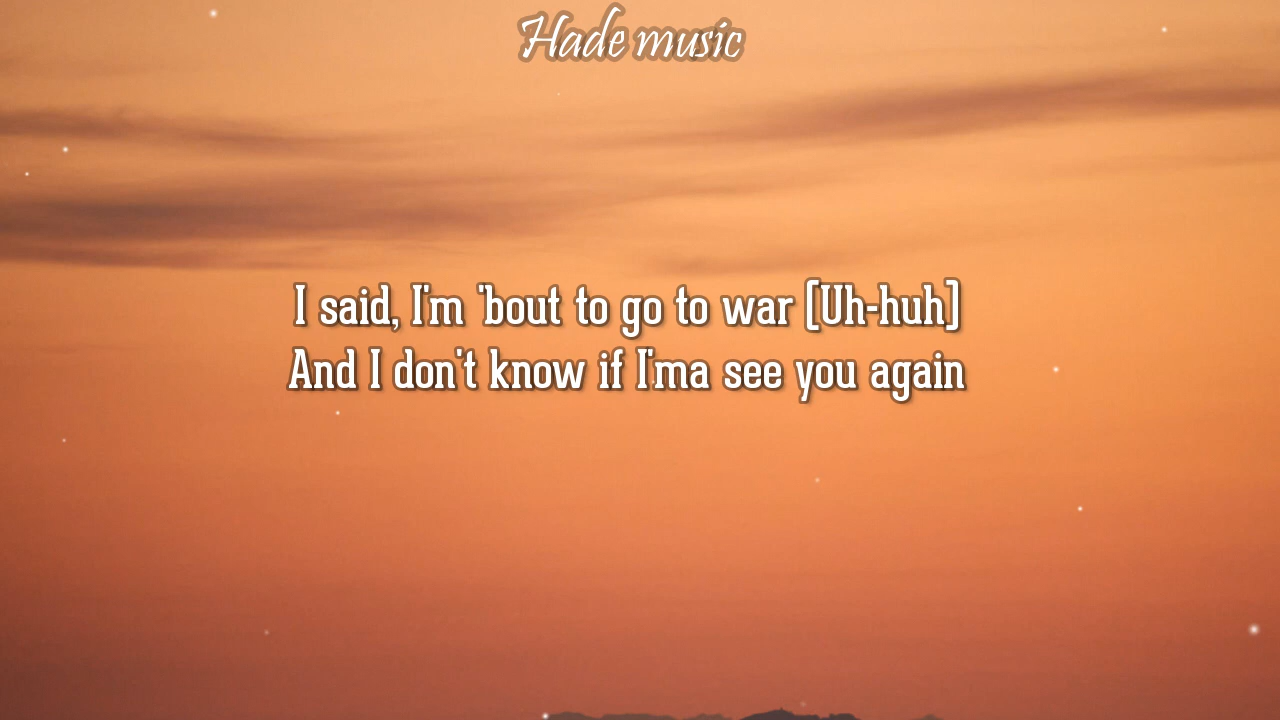 Hade music
I said, I'm 'bout to go to war (Uh-huh)
And I don't know if I'ma see you again